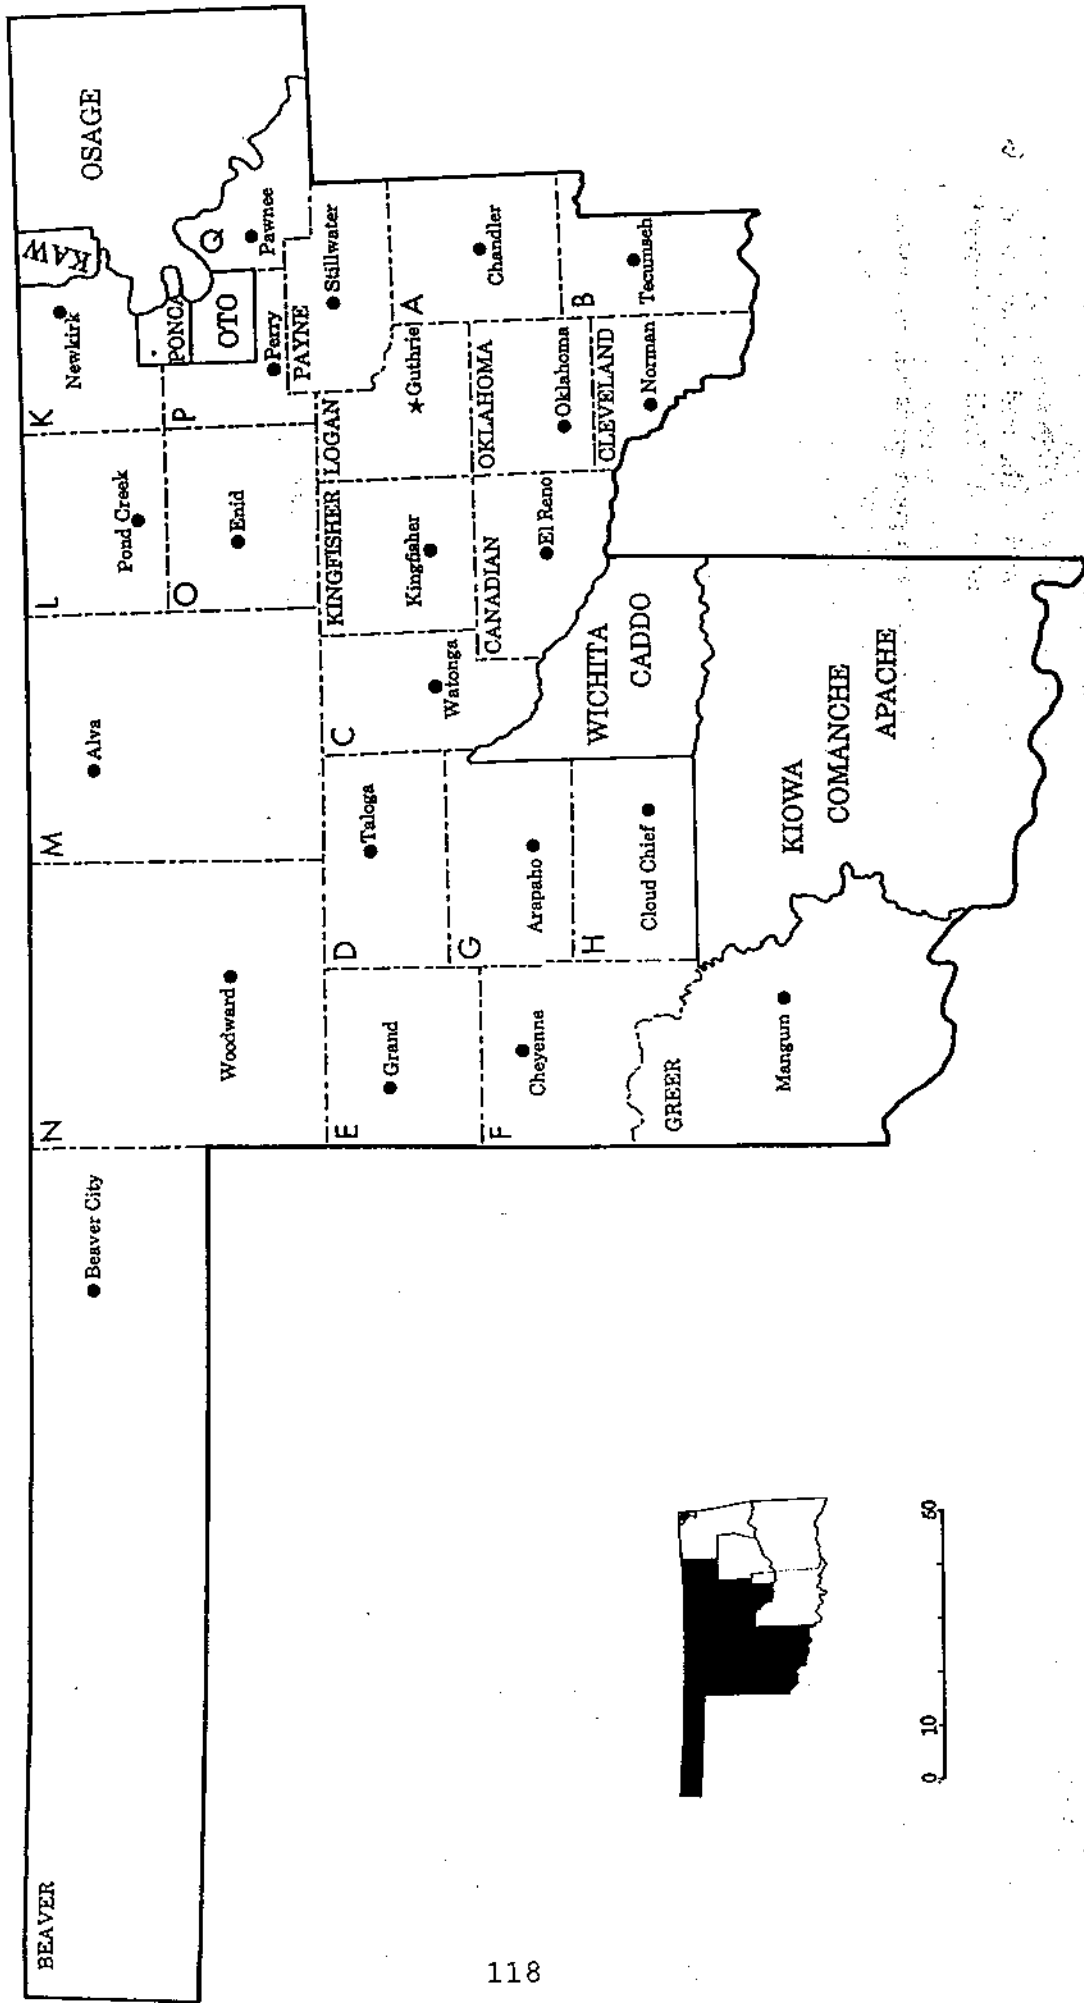 BEAVER
Beaver City
N
Woodward
M
Alva
L
Pond Creek
K
Newkirk
KAW
OSAGE
PONCA
O
Enid
P
OTO
Perry
Q
Pawnee
PAYNE
Stillwater
E
Grand
D
Taloga
C
Watonga
KINGFISHER
Kingfisher
LOGAN
Guthrie
A
Chandler
F
Cheyenne
G
Arapaho
CANADIAN
El Reno
OKLAHOMA
Oklahoma
B
Tecumseh
CLEVELAND
Norman
H
Cloud Chief
WICHITA
CADDO
GREER
Mangum
KIOWA
COMANCHE
APACHE
0 10 50
118